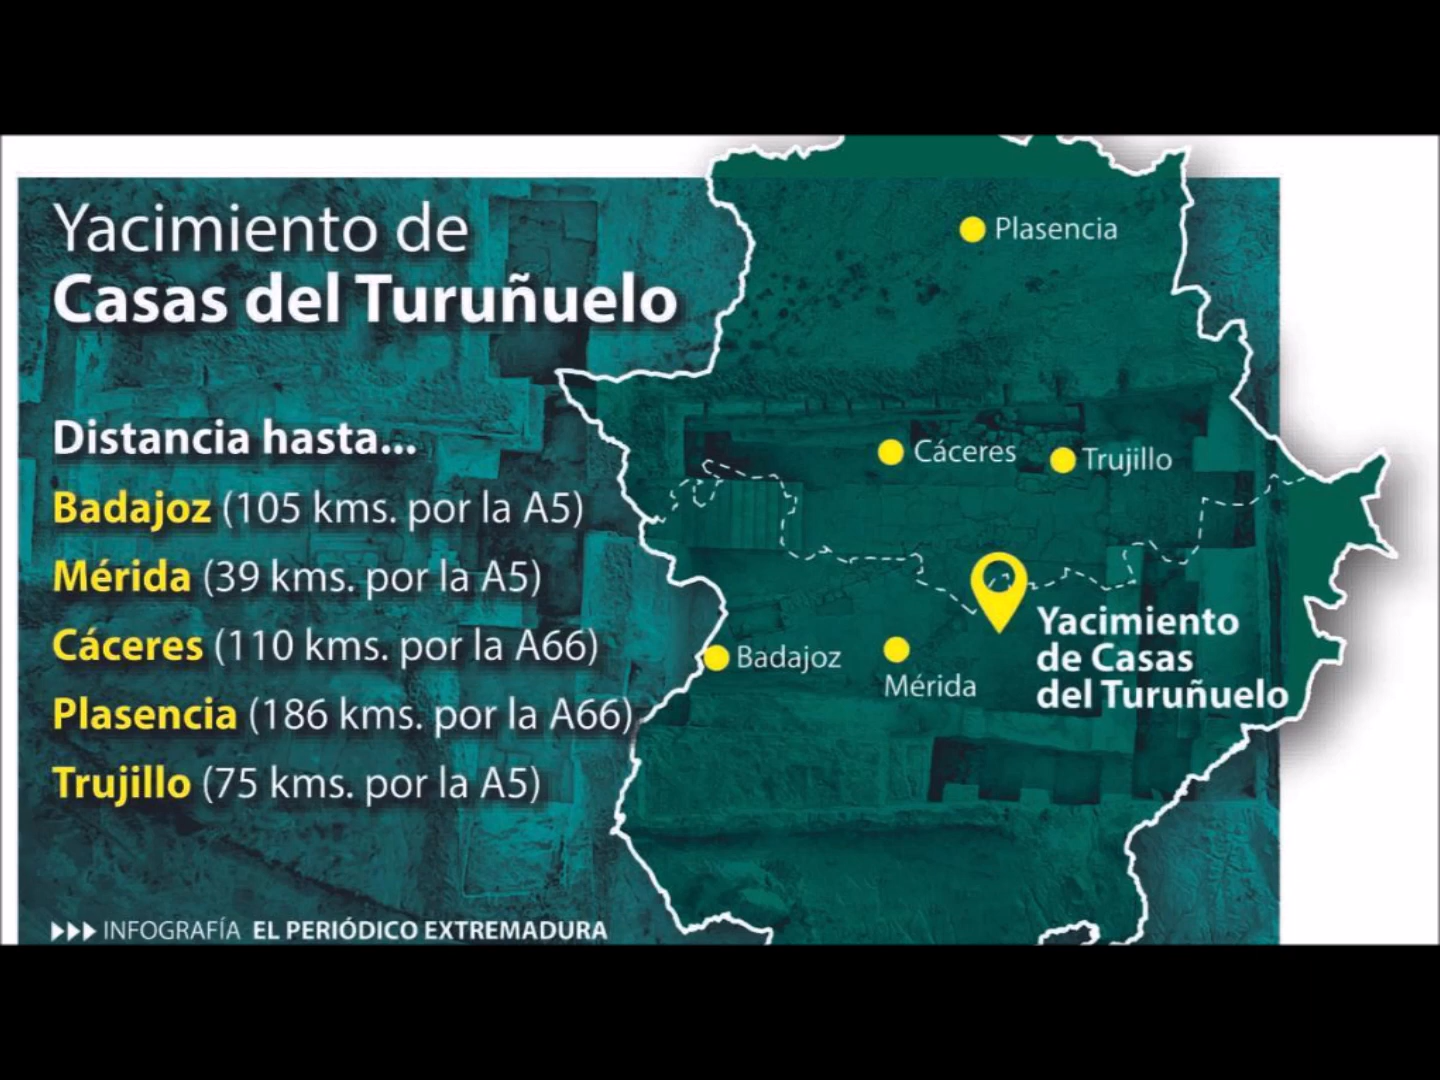 Yacimiento de
Casas del Turuñuelo
Distancia hasta...
Badajoz (105 kms. por la A5)
Mérida (39 kms. por la A5)
Cáceres (110 kms. por la A66)
Plasencia (186 kms. por la A66)
Trujillo (75 kms. por la A5)
INFOGRAFÍA EL PERIÓDICO EXTREMADURA
Plasencia
Cáceres
Trujillo
Badajoz
Mérida
Yacimiento
de Casas
del Turuñuelo